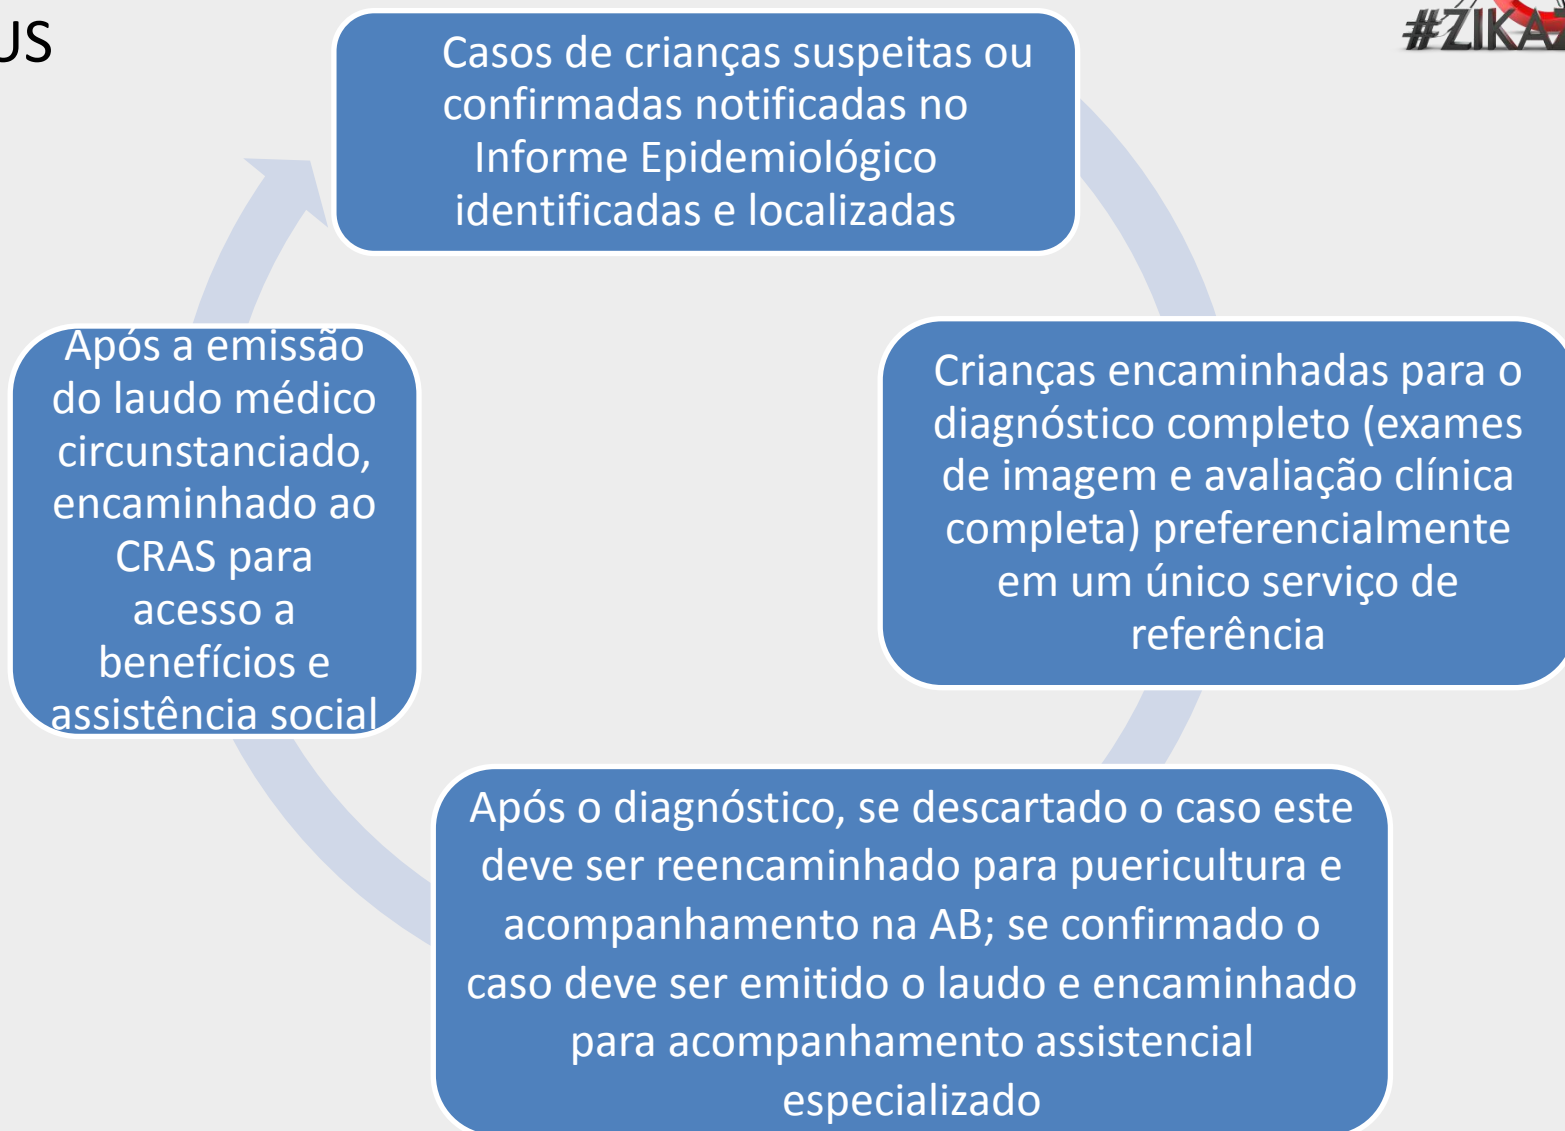 US
#ZIKAZ
Casos de crianças suspeitas ou
confirmadas notificadas no
Informe Epidemiológico
identificadas e localizadas
Crianças encaminhadas para o
diagnóstico completo (exames
de imagem e avaliação clínica
completa) preferencialmente
em um único serviço de
referência
Após o diagnóstico, se descartado o caso este
deve ser reencaminhado para puericultura e
acompanhamento na AB; se confirmado o
caso deve ser emitido o laudo e encaminhado
para acompanhamento assistencial
especializado
Após a emissão
do laudo médico
circunstanciado,
encaminhado ao
CRAS para
acesso a
benefícios e
assistência social